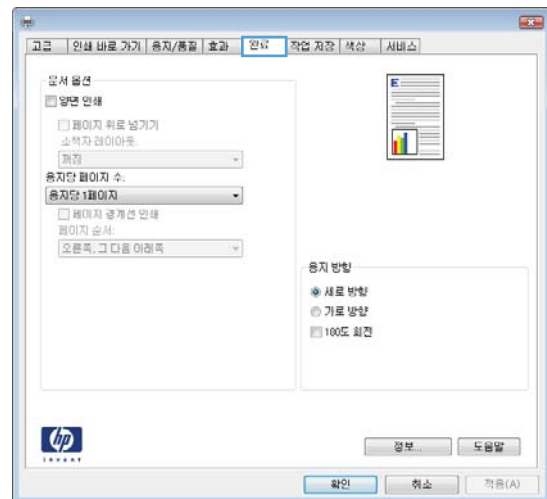 고급 인쇄 바로 가기 용지/품질 효과 완료 작업 저장 색상 서비스
문서 옵션
양면 인쇄
페이지 위로 넘기기
소책자 레이아웃:
꺼짐
용지당 페이지 수:
용지당 1페이지
페이지 경계선 인쇄
페이지 순서:
오른쪽, 그 다음 아래쪽
E
용지 방향
세로 방향
가로 방향
180도 회전
hp
invent
정보... 도움말
확인 취소 적용(A)